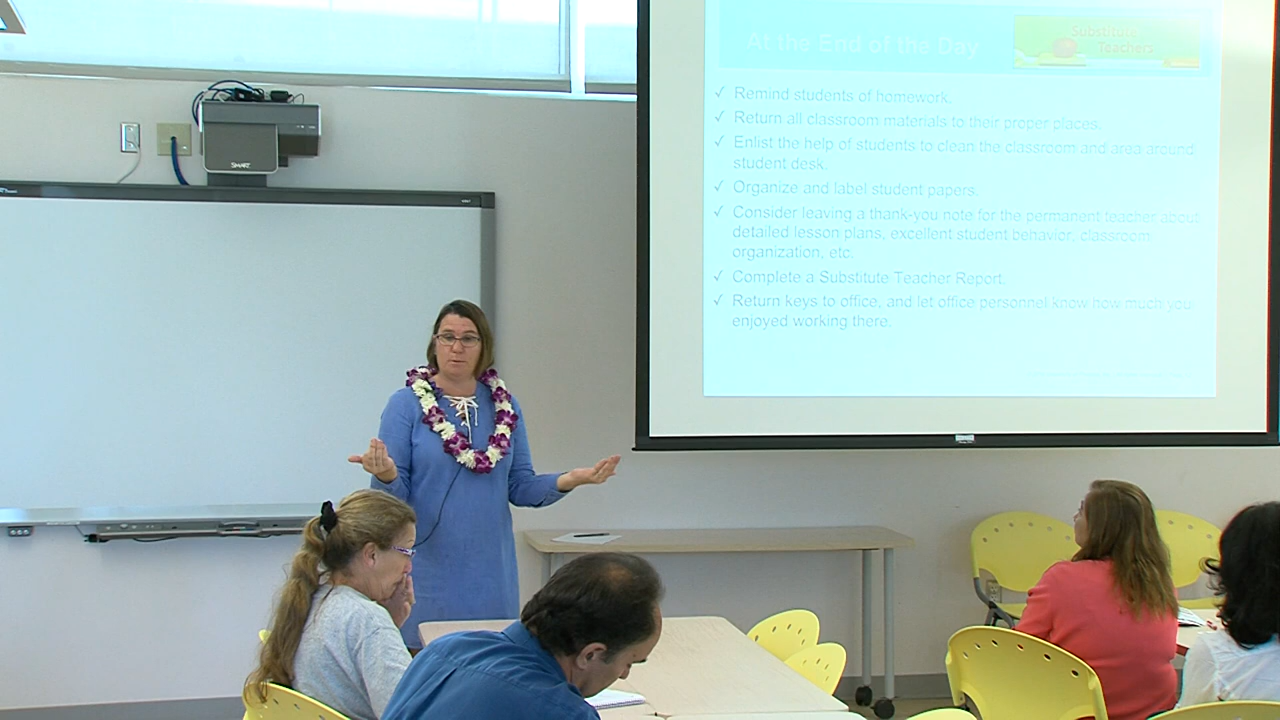 At the End of the Day
Substitute
Teachers
✓ Remind students of homework.
✓ Return all classroom materials to their proper places.
✓ Enlist the help of students to clean the classroom and area around
student desk.
✓ Organize and label student papers.
✓ Consider leaving a thank-you note for the permanent teacher about
detailed lesson plans, excellent student behavior, classroom
organization, etc.
✓ Complete a Substitute Teacher Report.
✓ Return keys to office, and let office personnel know how much you
enjoyed working there.
SMART